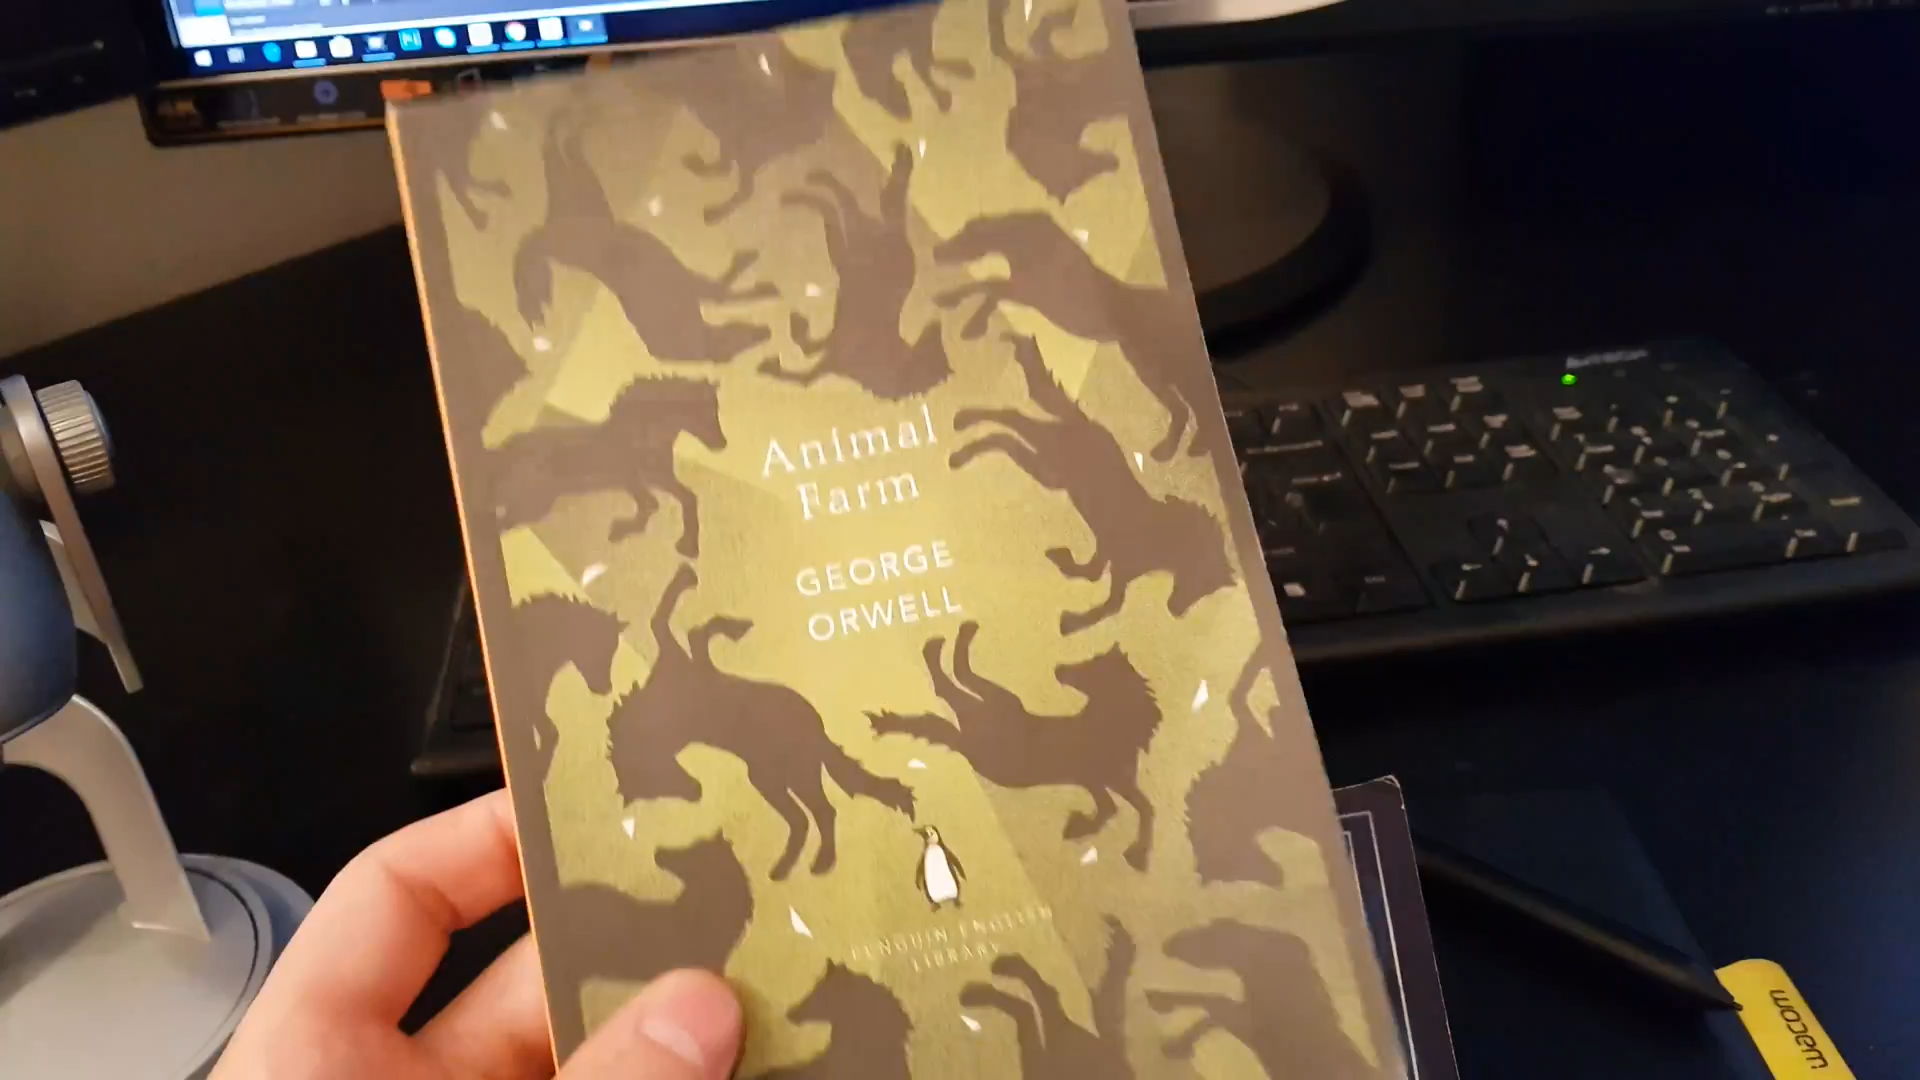 Animal
Farm
GEORGE
ORWELL
PENGUIN ENGLISH
LIBRARY
wacom